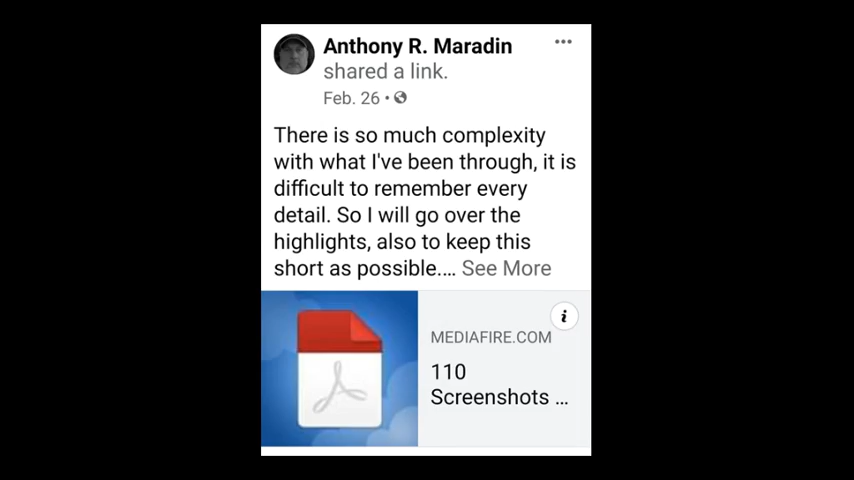 Anthony R. Maradin
shared a link.
Feb. 26 •
There is so much complexity
with what I've been through, it is
difficult to remember every
detail. So I will go over the
highlights, also to keep this
short as possible.... See More
MEDIAFIRE.COM
110
Screenshots ...